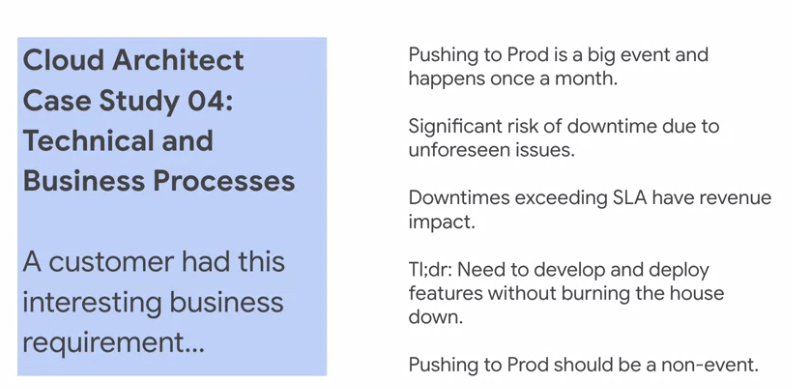 Cloud Architect
Case Study 04:
Technical and
Business Processes
A customer had this
interesting business
requirement...
Pushing to Prod is a big event and
happens once a month.
Significant risk of downtime due to
unforeseen issues.
Downtimes exceeding SLA have revenue
impact.
Tl;dr: Need to develop and deploy
features without burning the house
down.
Pushing to Prod should be a non-event.